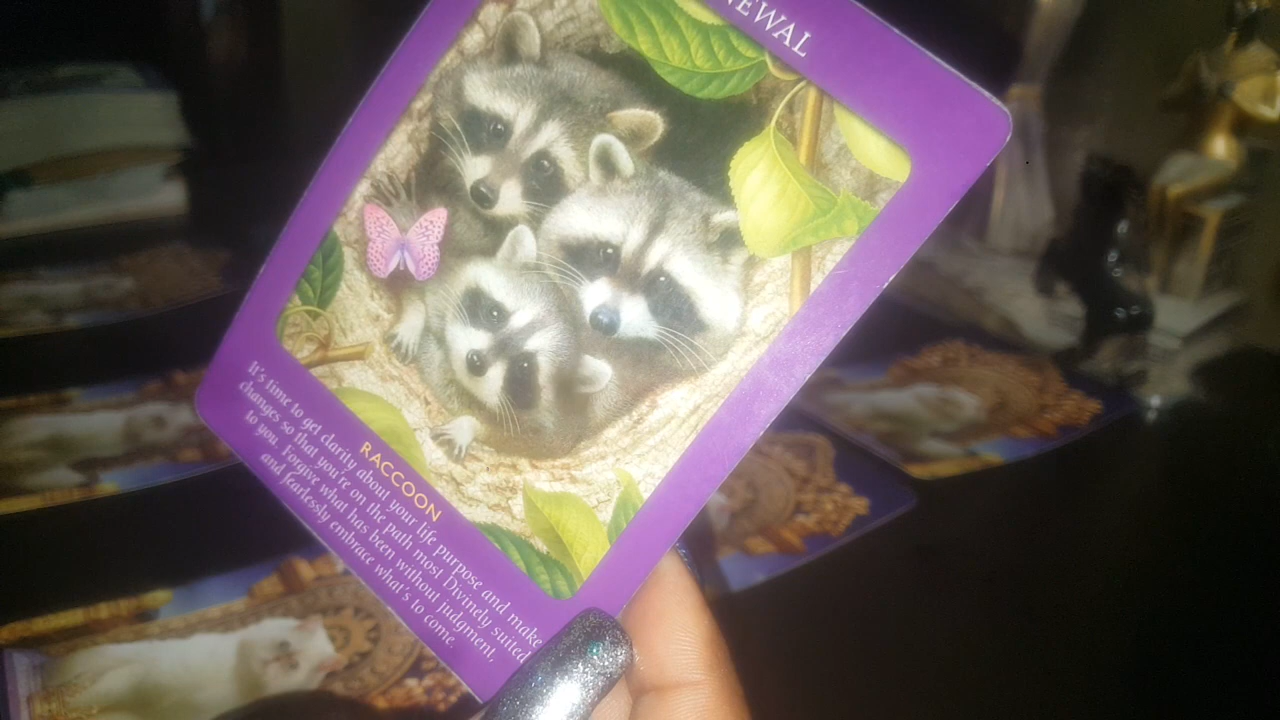 NEWAL
RACCOON
It's time to get clarity about your life purpose and make
changes so that you're on the path most Divinely suited
to you. Forgive what has been without judgment,
and fearlessly embrace what's to come.